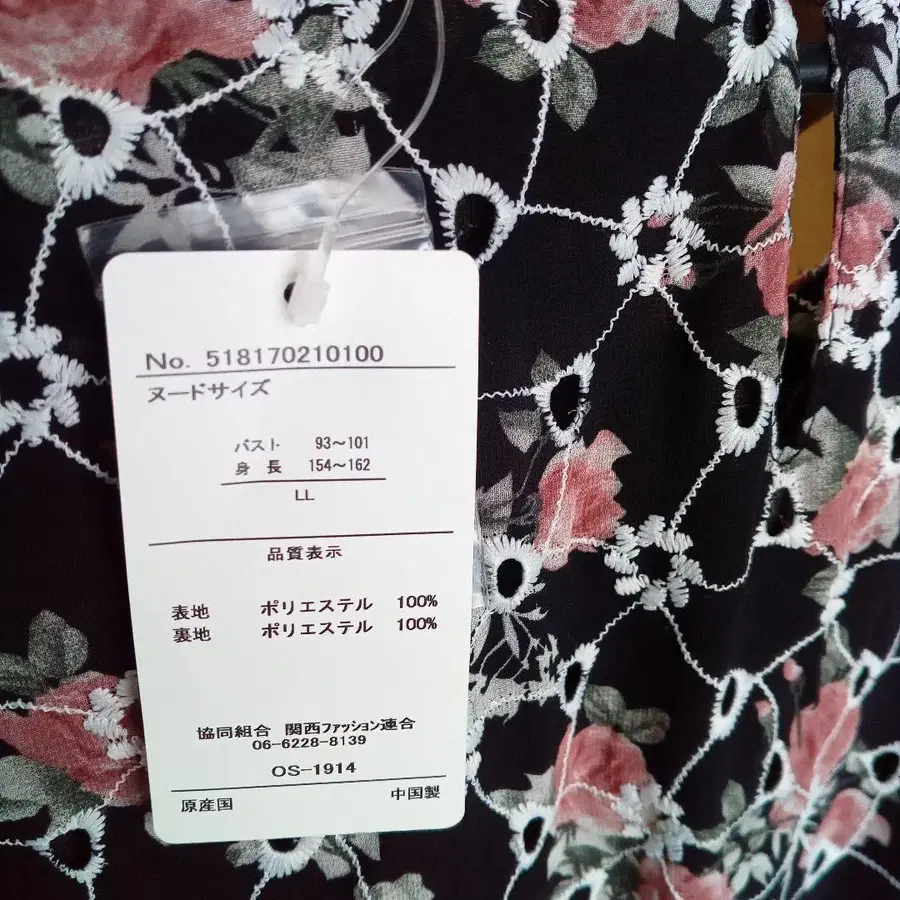 No. 518170210100
ヌードサイズ
バスト 93～101
身 長 154～162
LL
品質表示
表地 ポリエステル 100%
裏地 ポリエステル 100%
協同組合 関西ファッション連合
06-6228-8139
OS-1914
原産国 中国製